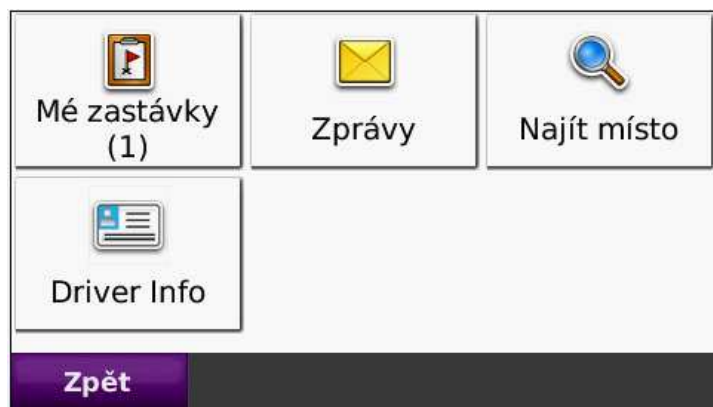 Mé zastávky
(1)
Zprávy
Najít místo
Driver Info
Zpět